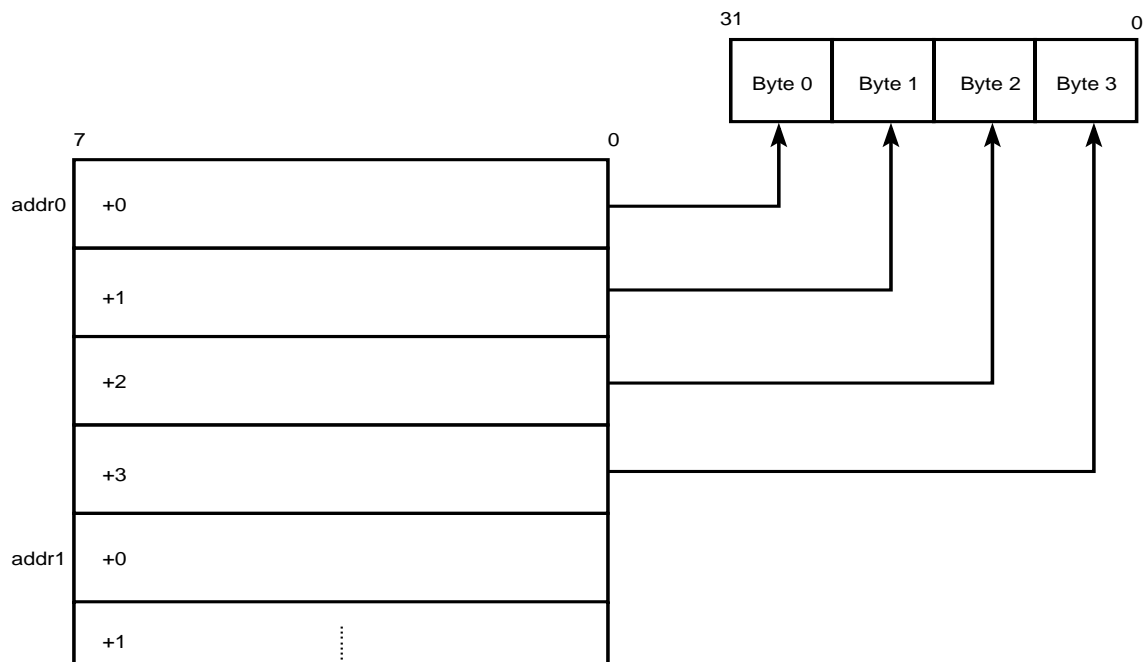 31 0
Byte 0 Byte 1 Byte 2 Byte 3
7 0
addr0 +0
+1
+2
+3
addr1 +0
+1